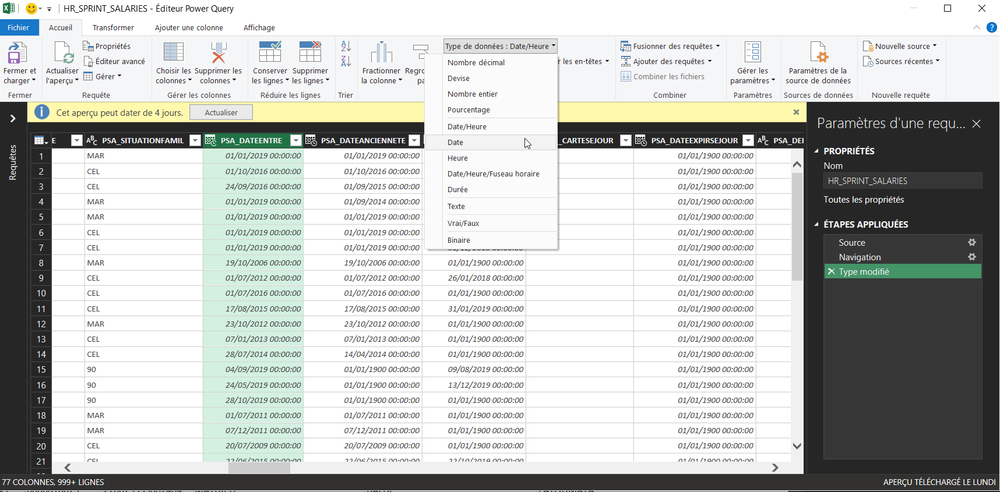 HR_SPRINT_SALARIES - Éditeur Power Query
Fichier Accueil Transformer Ajouter une colonne Affichage
Fermer et charger
Fermer
Actualiser l'aperçu
Propriétés
Éditeur avancé
Gérer
Requête
Choisir les colonnes
Supprimer les colonnes
Gérer les colonnes
Conserver les lignes
Supprimer les lignes
Réduire les lignes
Trier
Fractionner la colonne
Type de données : Date/Heure
Nombre décimal
Devise
Nombre entier
Pourcentage
Date/Heure
Date
Heure
Date/Heure/Fuseau horaire
Durée
Texte
Vrai/Faux
Binaire
les en-têtes
Fusionner des requêtes
Ajouter des requêtes
Combiner les fichiers
Combiner
Gérer les paramètres
Paramètres
Paramètres de la source de données
Sources de données
Nouvelle source
Sources récentes
Nouvelle requête
Cet aperçu peut dater de 4 jours. Actualiser
Requêtes
E PSA_SITUATIONFAMIL PSA_DATEENTRE PSA_DATEANCIENNETE _CARTESEJOUR PSA_DATEEXPIRSEJOUR
1 MAR 01/01/2019 00:00:00 01/01/2019 00:00:00 01/01/1900 00:00:00
2 CEL 01/10/2016 00:00:00 01/10/2016 00:00:00 01/01/1900 00:00:00
3 CEL 24/09/2016 00:00:00 01/09/2015 00:00:00 01/01/1900 00:00:00
4 MAR 01/01/2019 00:00:00 01/09/2014 00:00:00 01/01/1900 00:00:00
5 MAR 01/01/2019 00:00:00 01/01/2019 00:00:00 01/01/1900 00:00:00
6 CEL 01/01/2019 00:00:00 01/01/2019 00:00:00 01/01/1900 00:00:00
7 CEL 01/01/2019 00:00:00 01/01/2019 00:00:00 01/01/1900 00:00:00
8 MAR 19/10/2006 00:00:00 19/10/2006 00:00:00 01/01/1900 00:00:00 01/01/1900 00:00:00
9 CEL 01/07/2012 00:00:00 01/07/2012 00:00:00 26/01/2018 00:00:00 01/01/1900 00:00:00
10 CEL 01/07/2016 00:00:00 01/07/2016 00:00:00 01/01/1900 00:00:00 01/01/1900 00:00:00
11 CEL 17/08/2015 00:00:00 17/08/2015 00:00:00 31/01/2019 00:00:00 01/01/1900 00:00:00
12 MAR 23/10/2012 00:00:00 23/10/2012 00:00:00 01/01/1900 00:00:00 01/01/1900 00:00:00
13 CEL 07/01/2013 00:00:00 07/01/2013 00:00:00 01/01/1900 00:00:00 01/01/1900 00:00:00
14 CEL 28/07/2014 00:00:00 14/04/2014 00:00:00 01/01/1900 00:00:00 01/01/1900 00:00:00
15 90 04/09/2019 00:00:00 01/01/1900 00:00:00 09/08/2019 00:00:00 01/01/1900 00:00:00
16 90 24/05/2019 00:00:00 01/01/1900 00:00:00 13/12/2019 00:00:00 01/01/1900 00:00:00
17 90 28/10/2019 00:00:00 01/01/1900 00:00:00 01/01/1900 00:00:00 01/01/1900 00:00:00
18 MAR 01/07/2011 00:00:00 01/07/2011 00:00:00 01/01/1900 00:00:00 01/01/1900 00:00:00
19 MAR 07/12/2011 00:00:00 07/12/2011 00:00:00 01/01/1900 00:00:00 01/01/1900 00:00:00
20 CEL 20/07/2009 00:00:00 20/07/2009 00:00:00 01/01/1900 00:00:00 01/01/1900 00:00:00
21 CEL 22/06/2015 00:00:00 22/06/2015 00:00:00 22/10/2019 00:00:00 01/01/1900 00:00:00
Paramètres d'une requ...
PROPRIÉTÉS
Nom
HR_SPRINT_SALARIES
Toutes les propriétés
ÉTAPES APPLIQUÉES
Source
Navigation
Type modifié
77 COLONNES, 999+ LIGNES
APERÇU TÉLÉCHARGÉ LE LUNDI